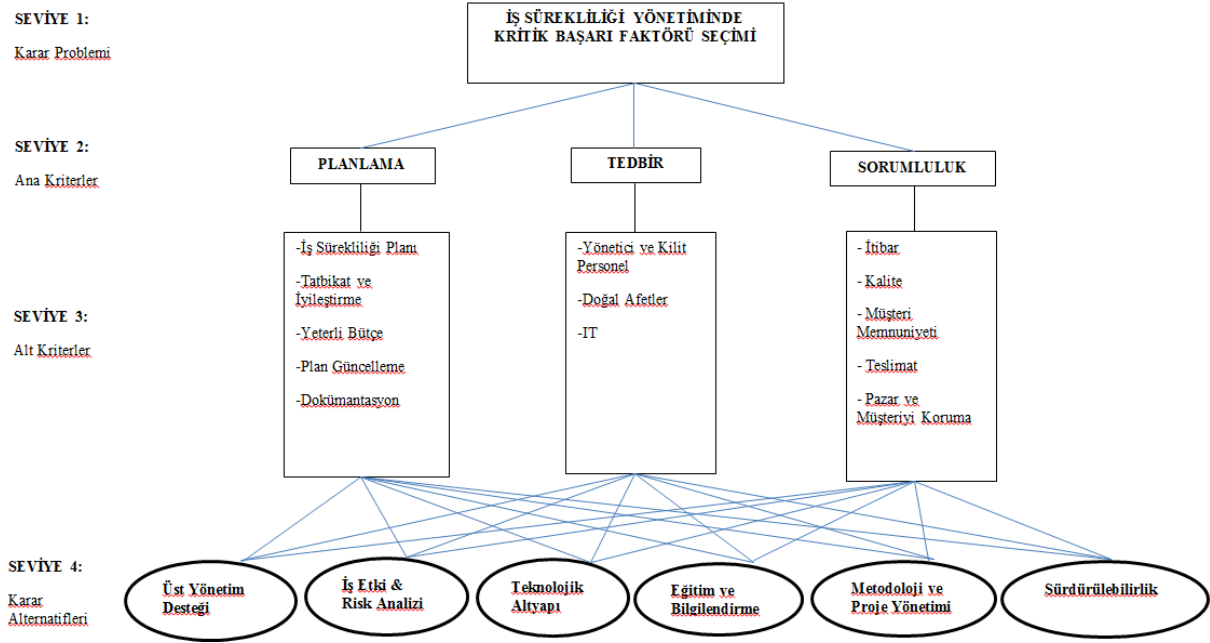 SEVİYE 1:
Karar Problemi
İŞ SÜREKLİLİĞİ YÖNETİMİNDE
KRİTİK BAŞARI FAKTÖRÜ SEÇİMİ
SEVİYE 2:
Ana Kriterler
PLANLAMA
TEDBİR
SORUMLULUK
SEVİYE 3:
Alt Kriterler
-İş Sürekliliği Planı
-Tatbikat ve
İyileştirme
-Yeterli Bütçe
-Plan Güncelleme
-Dokümantasyon
-Yönetici ve Kilit
Personel
-Doğal Afetler
-IT
- İtibar
- Kalite
- Müşteri
Memnuniyeti
- Teslimat
- Pazar ve
Müşteriyi Koruma
SEVİYE 4:
Karar
Alternatifleri
Üst Yönetim
Desteği
İş Etki &
Risk Analizi
Teknolojik
Altyapı
Eğitim ve
Bilgilendirme
Metodoloji ve
Proje Yönetimi
Sürdürülebilirlik